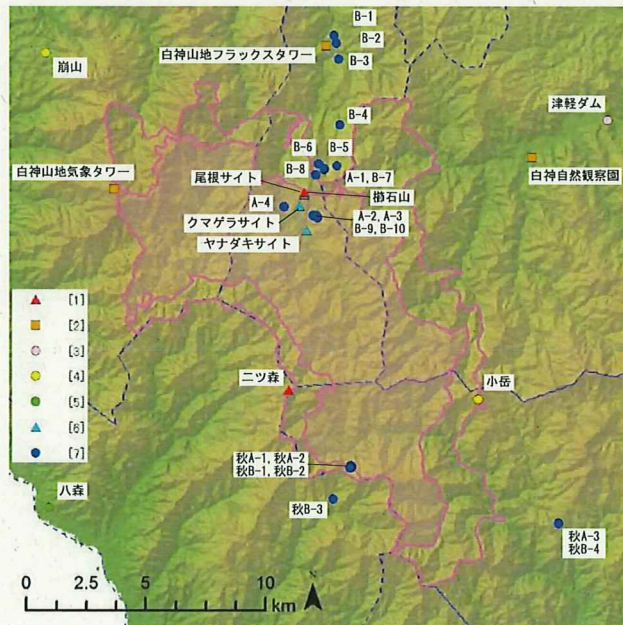 B-1
B-2
白神山地フラックスタワー
B-3
崩山
津軽ダム
B-4
B-6
B-5
白神山地気象タワー
尾根サイト
B-8
A-1, B-7
白神自然観察園
櫛石山
A-4
クマゲラサイト
A-2, A-3
B-9, B-10
ヤナダキサイト
[1]
[2]
[3]
[4]
[5]
[6]
[7]
二ツ森
小岳
秋A-1, 秋A-2
秋B-1, 秋B-2
八森
秋B-3
秋A-3
秋B-4
0 2.5 5 10
km
N